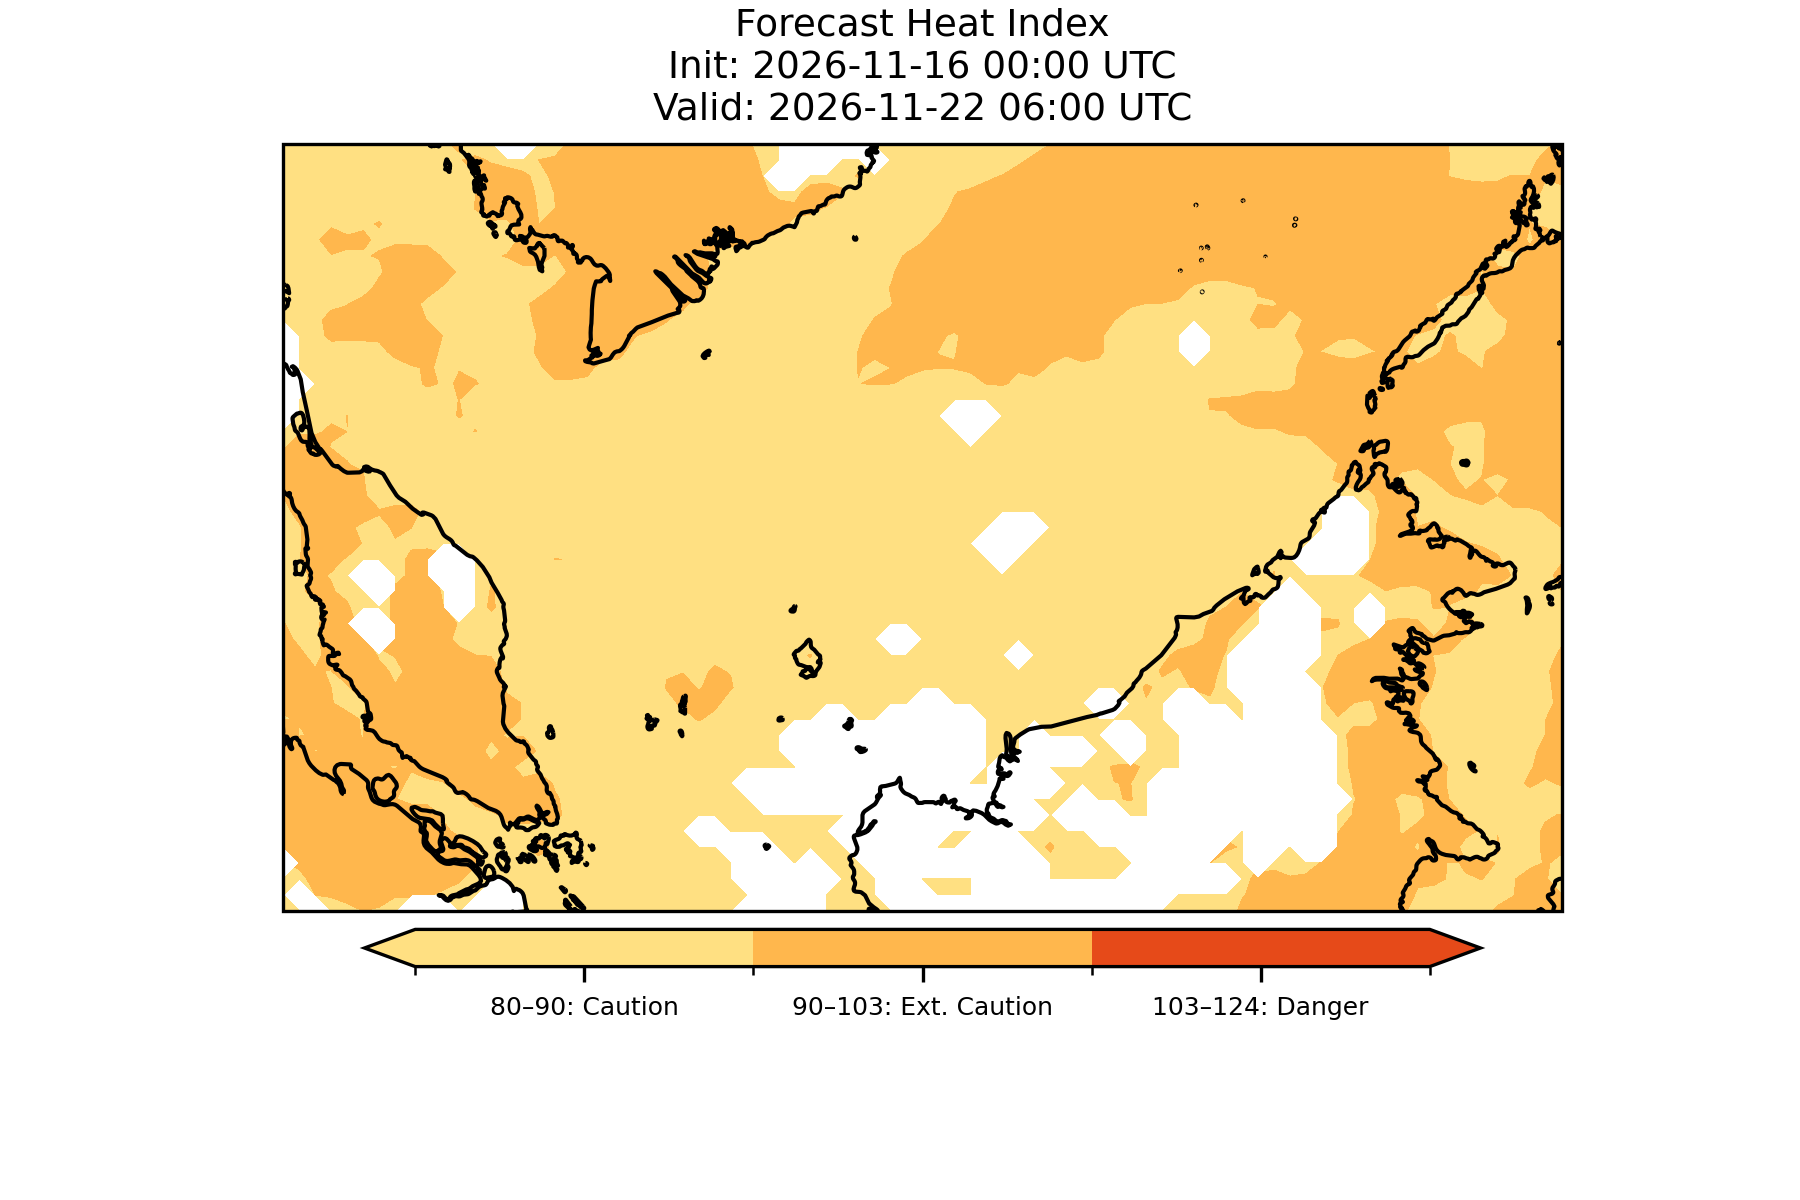 Forecast Heat Index
Init: 2026-11-16 00:00 UTC
Valid: 2026-11-22 06:00 UTC
80–90: Caution
90–103: Ext. Caution
103–124: Danger